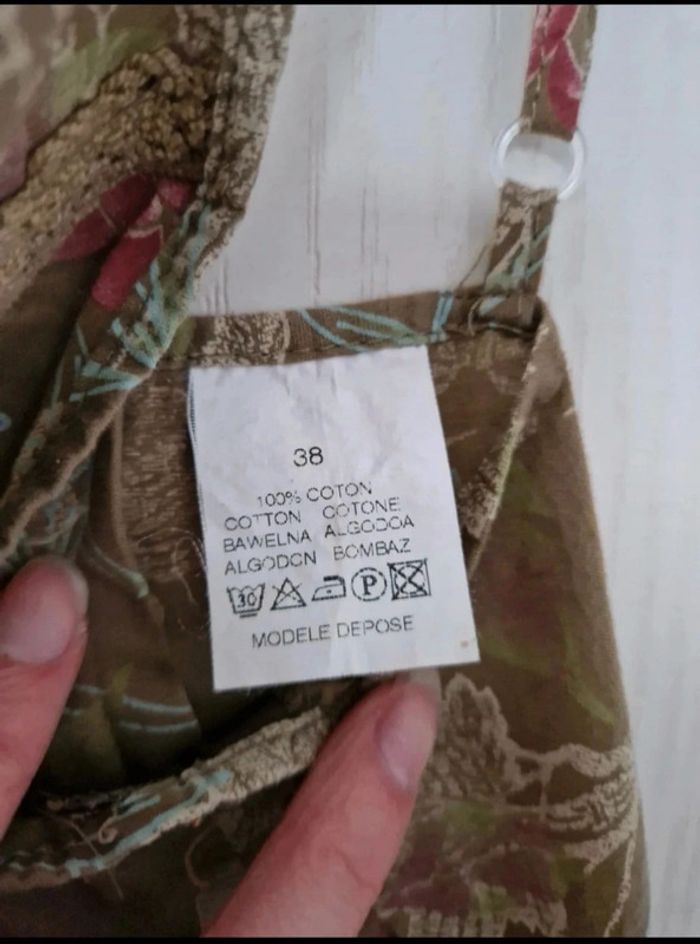 38
100% COTON
COTTON COTONE
BAWELNA ALGODOA
ALGODON BOMBAZ
30 P
MODELE DEPOSE